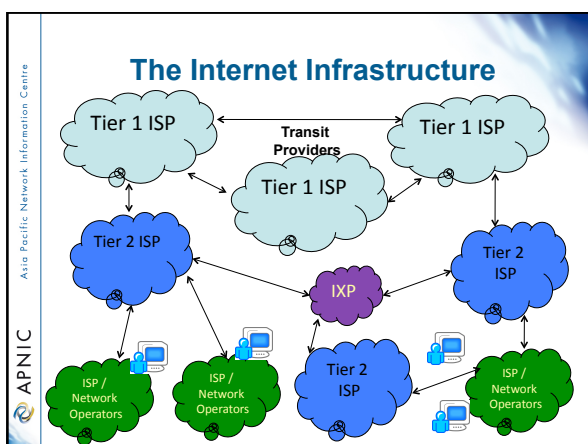 The Internet Infrastructure
Asia Pacific Network Information Centre
APNIC
Tier 1 ISP
Transit
Providers
Tier 1 ISP
Tier 1 ISP
Tier 2 ISP
Tier 2
ISP
IXP
Tier 2
ISP
ISP /
Network
Operators
ISP /
Network
Operators
ISP /
Network
Operators